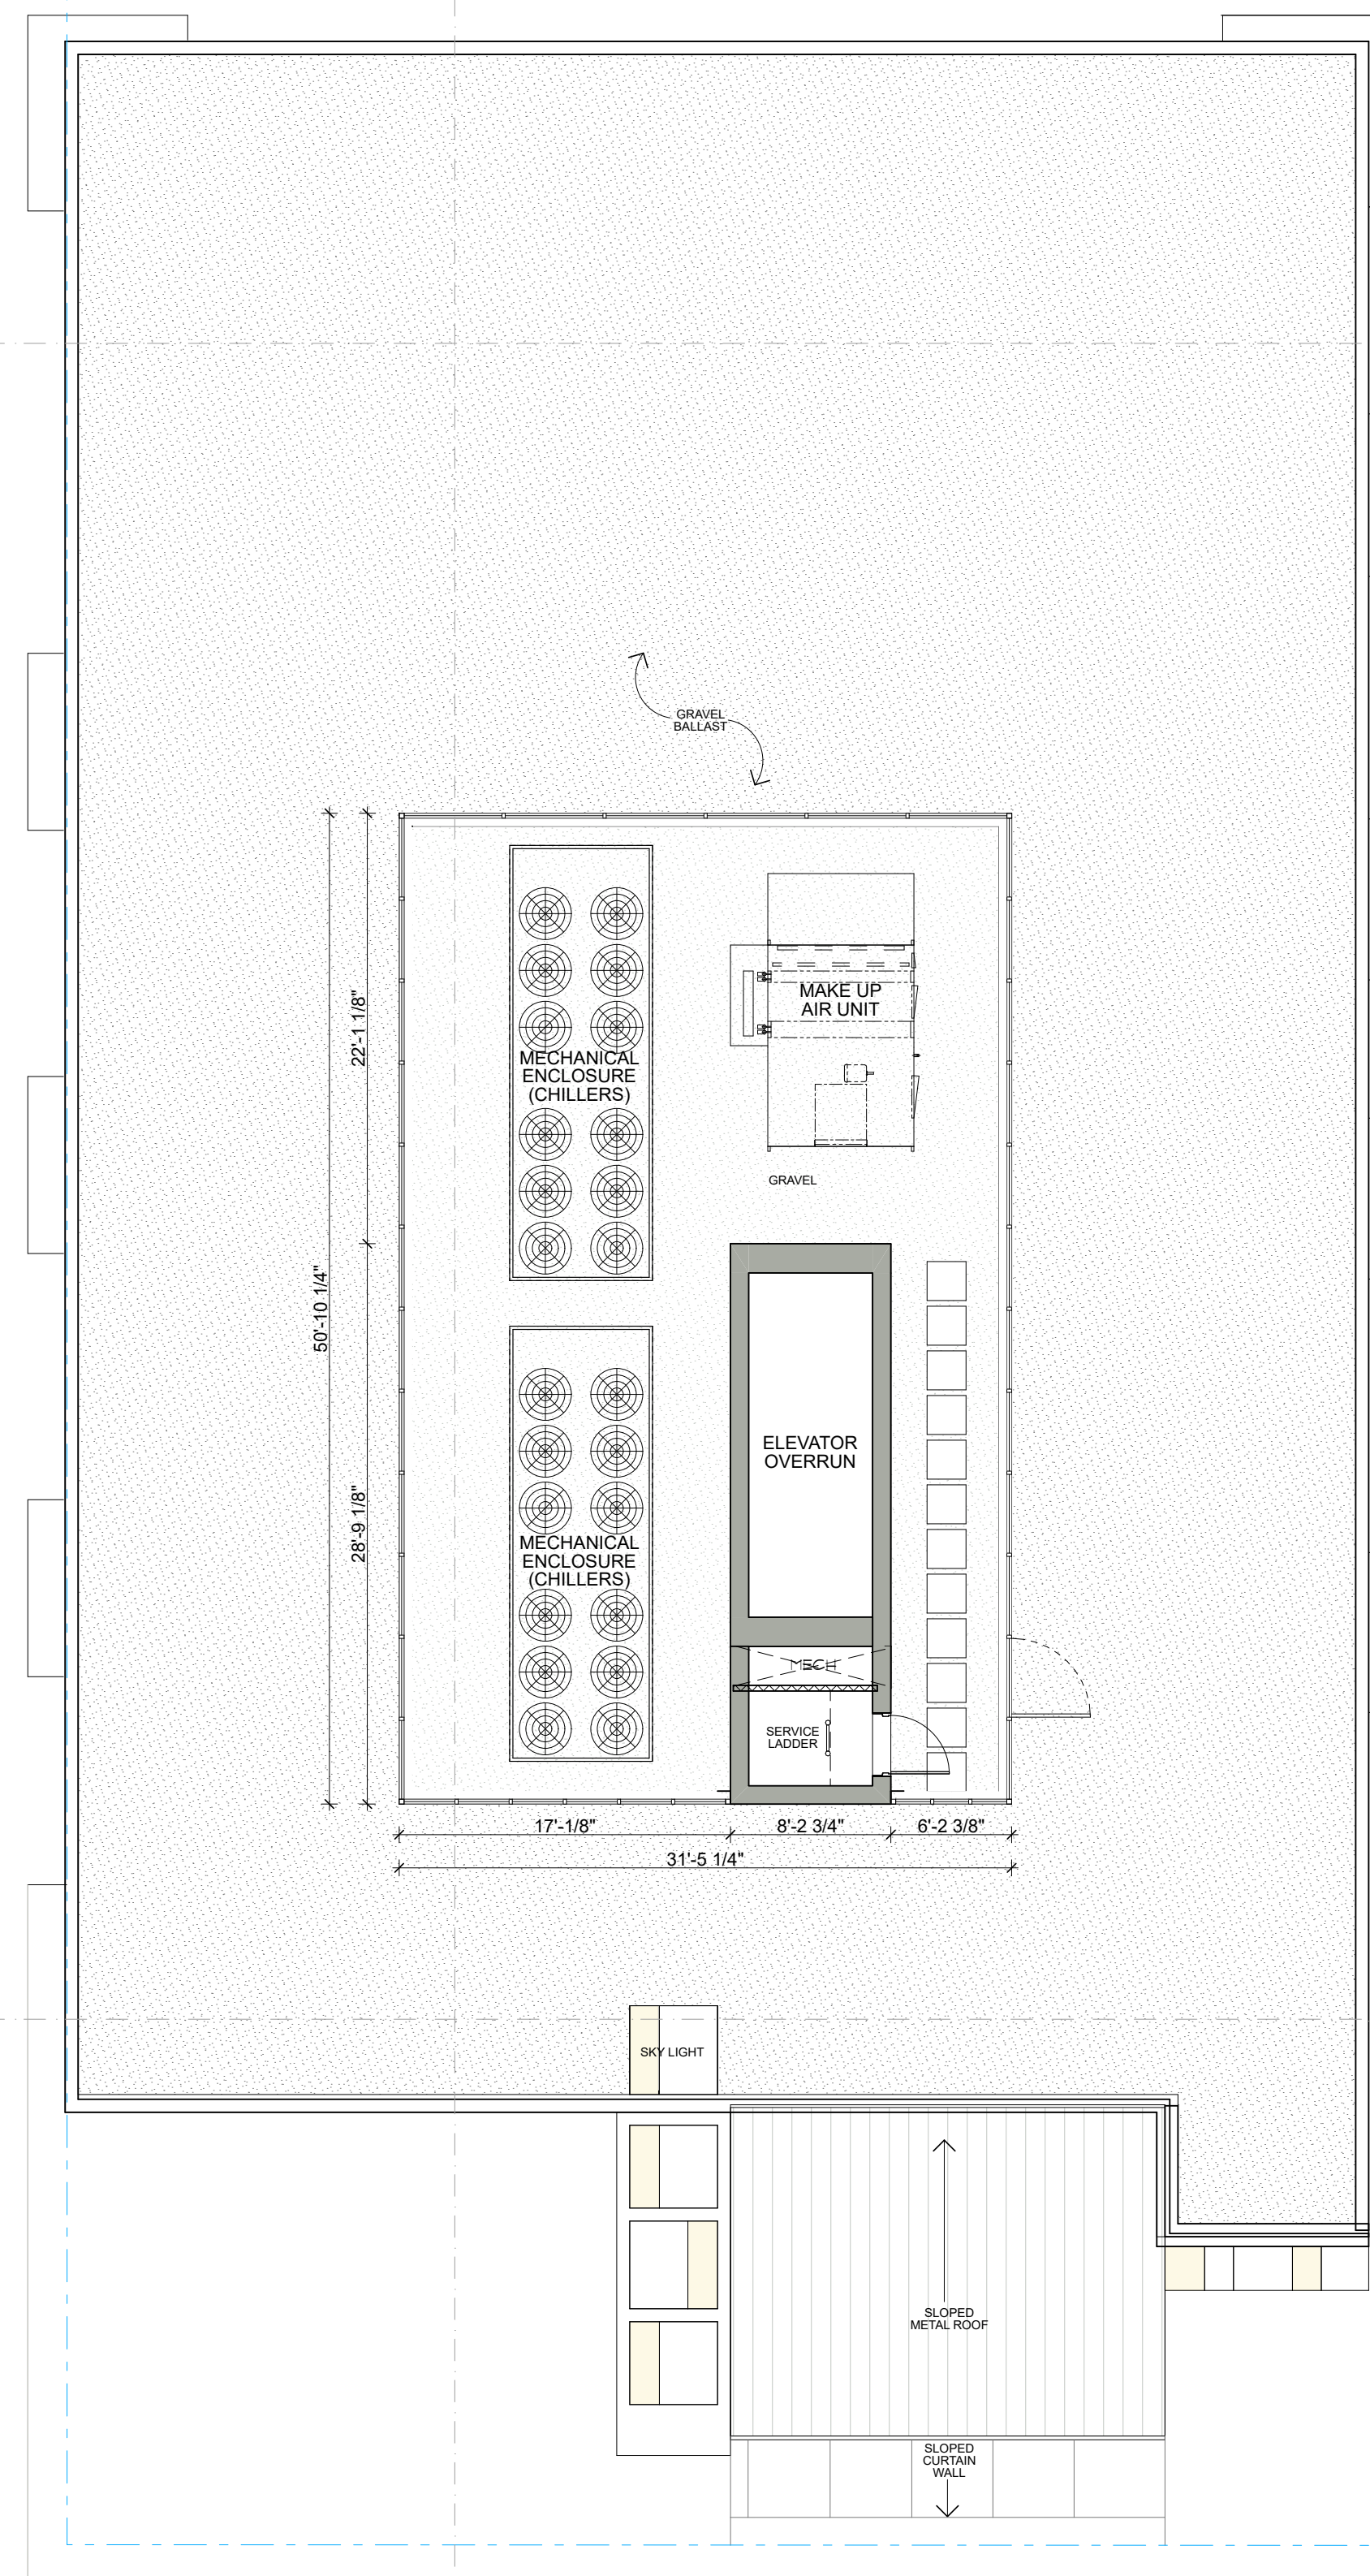 GRAVEL
BALLAST
MAKE UP
AIR UNIT
22'-1 1/8"
MECHANICAL
ENCLOSURE
(CHILLERS)
GRAVEL
50'-10 1/4"
ELEVATOR
OVERRUN
28'-9 1/8"
MECHANICAL
ENCLOSURE
(CHILLERS)
MECH
SERVICE
LADDER
17'-1/8"
8'-2 3/4"
6'-2 3/8"
31'-5 1/4"
SKY LIGHT
SLOPED
METAL ROOF
SLOPED
CURTAIN
WALL